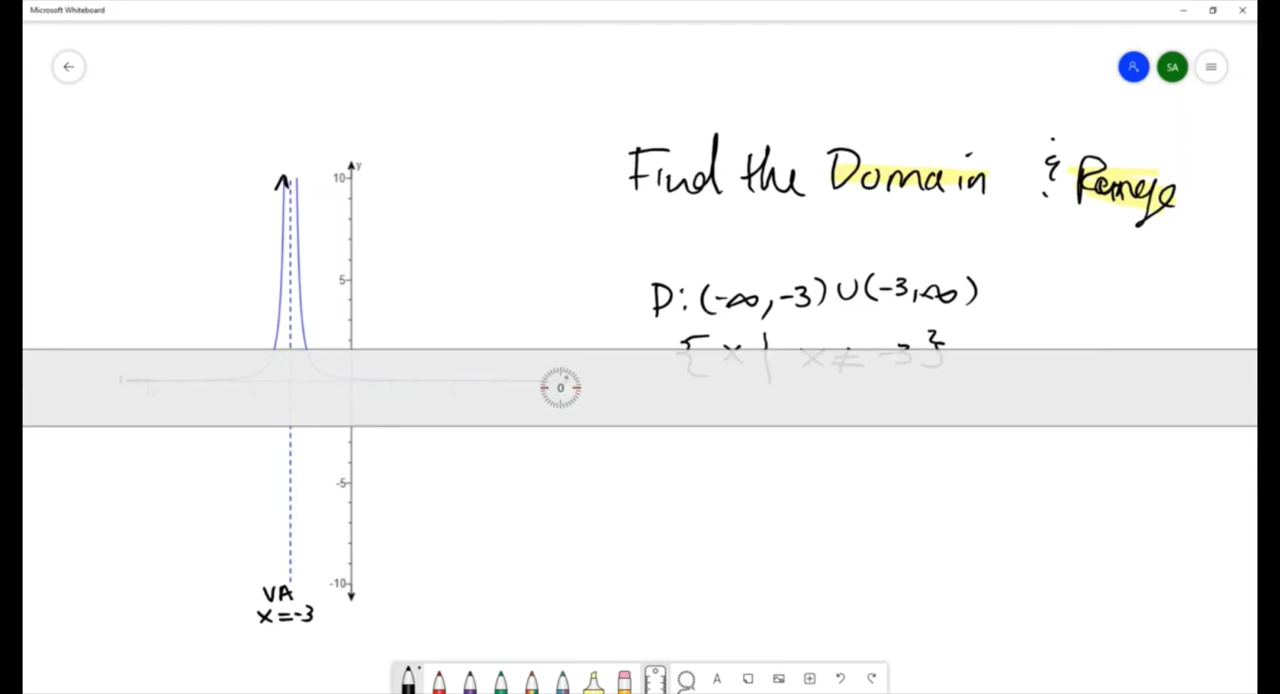 Microsoft Whiteboard
SA
Find the Domain & Range
y
10
5
D: (-∞, -3) ∪ (-3, ∞)
{ x | x ≠ -3 }
0°
-5
-10
VA
x = -3
A